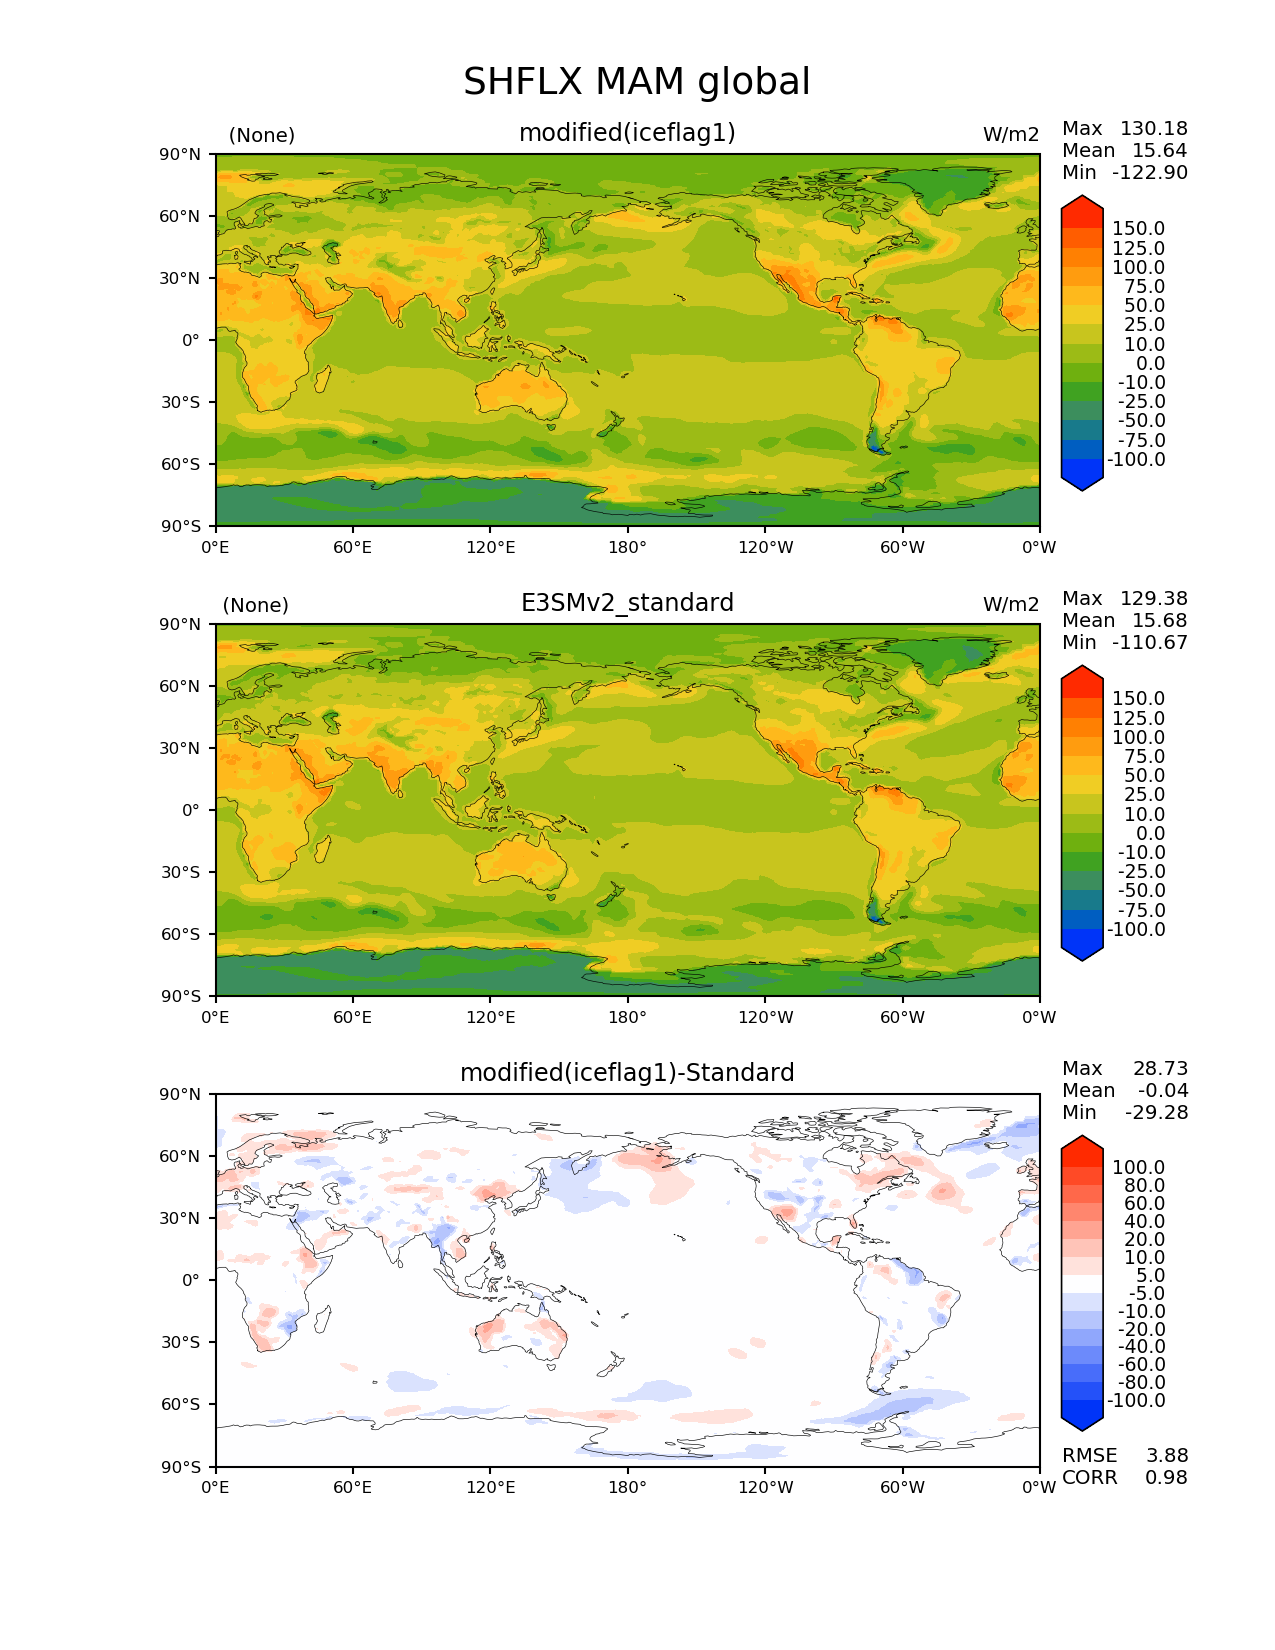 SHFLX MAM global
(None) modified(iceflag1) W/m2
Max 130.18
Mean 15.64
Min -122.90
90°N
60°N
30°N
0°
30°S
60°S
90°S
0°E 60°E 120°E 180° 120°W 60°W 0°W
150.0
125.0
100.0
75.0
50.0
25.0
10.0
0.0
-10.0
-25.0
-50.0
-75.0
-100.0
(None) E3SMv2_standard W/m2
Max 129.38
Mean 15.68
Min -110.67
90°N
60°N
30°N
0°
30°S
60°S
90°S
0°E 60°E 120°E 180° 120°W 60°W 0°W
150.0
125.0
100.0
75.0
50.0
25.0
10.0
0.0
-10.0
-25.0
-50.0
-75.0
-100.0
modified(iceflag1)-Standard
Max 28.73
Mean -0.04
Min -29.28
90°N
60°N
30°N
0°
30°S
60°S
90°S
0°E 60°E 120°E 180° 120°W 60°W 0°W
100.0
80.0
60.0
40.0
20.0
10.0
5.0
-5.0
-10.0
-20.0
-40.0
-60.0
-80.0
-100.0
RMSE 3.88
CORR 0.98